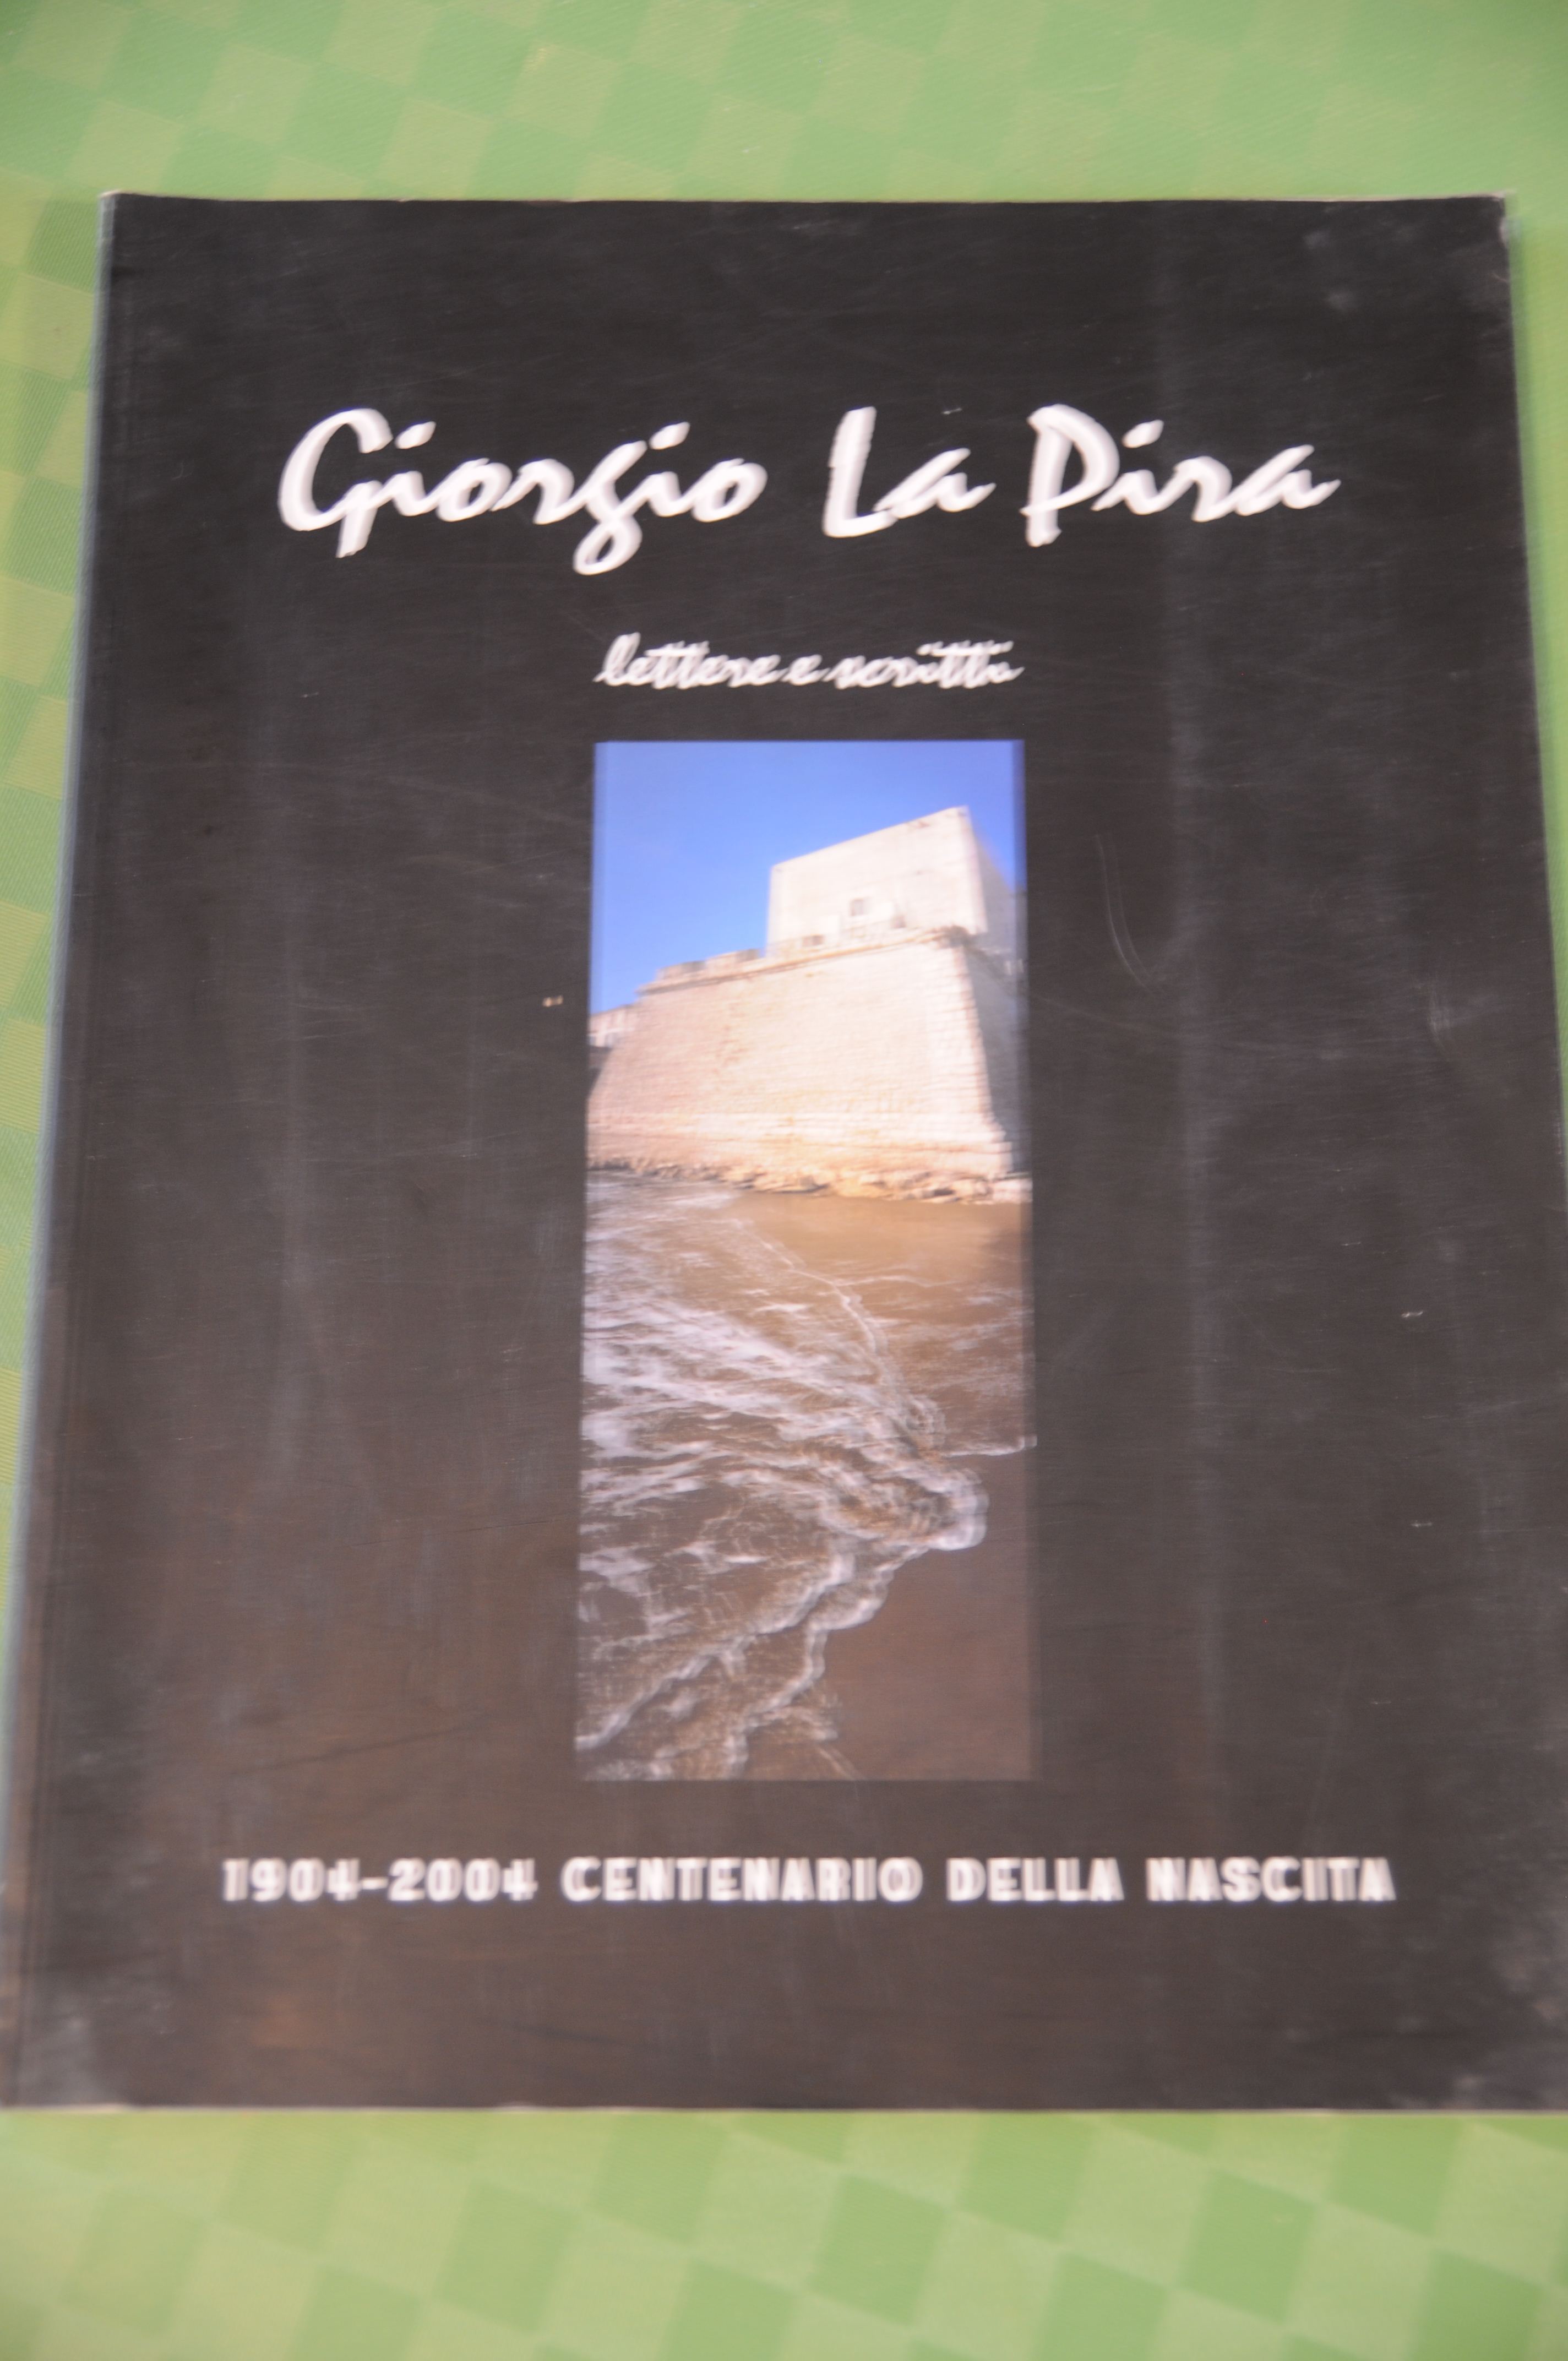 Giorgio La Pira
lettere e scritti
1904-2004 CENTENARIO DELLA NASCITA